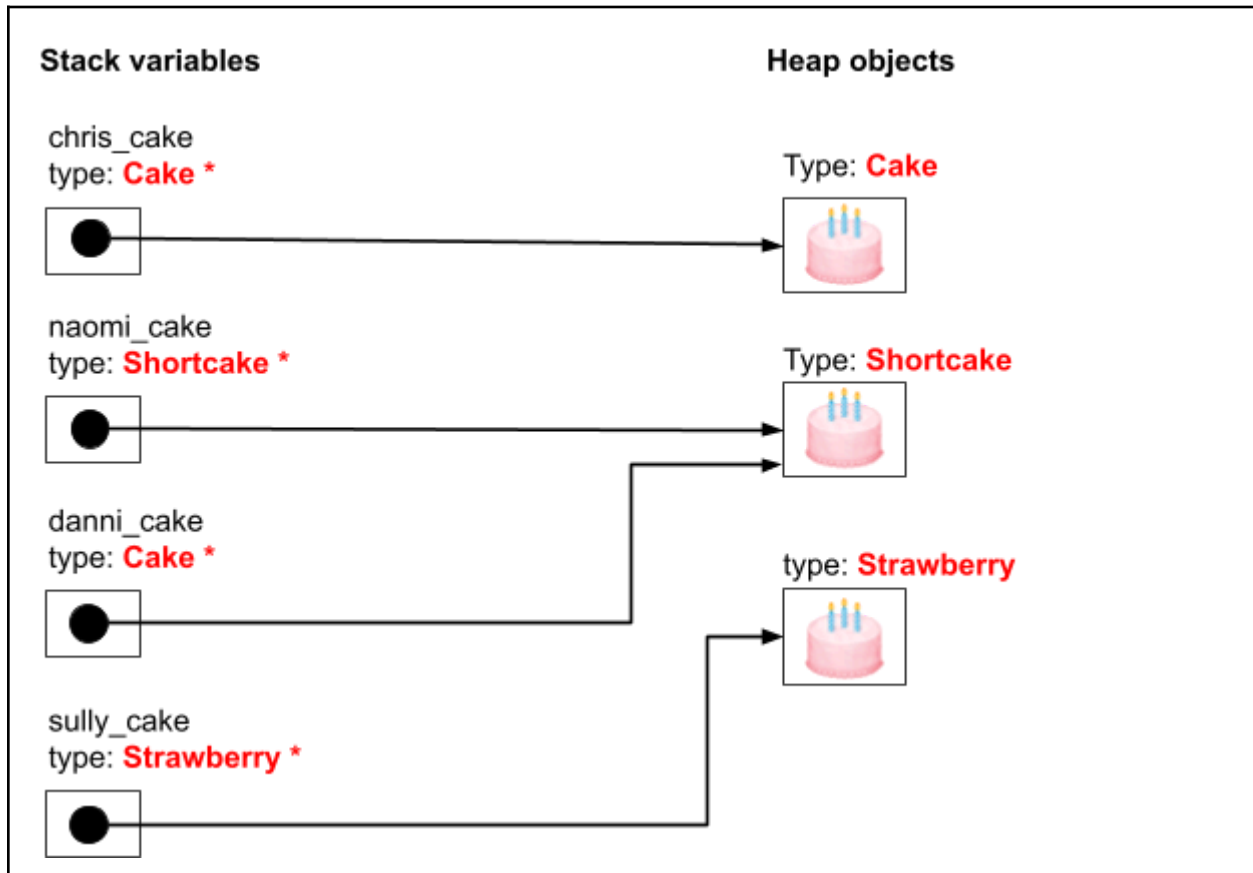 Stack variables
Heap objects
chris_cake
type: Cake *
Type: Cake
naomi_cake
type: Shortcake *
Type: Shortcake
danni_cake
type: Cake *
type: Strawberry
sully_cake
type: Strawberry *